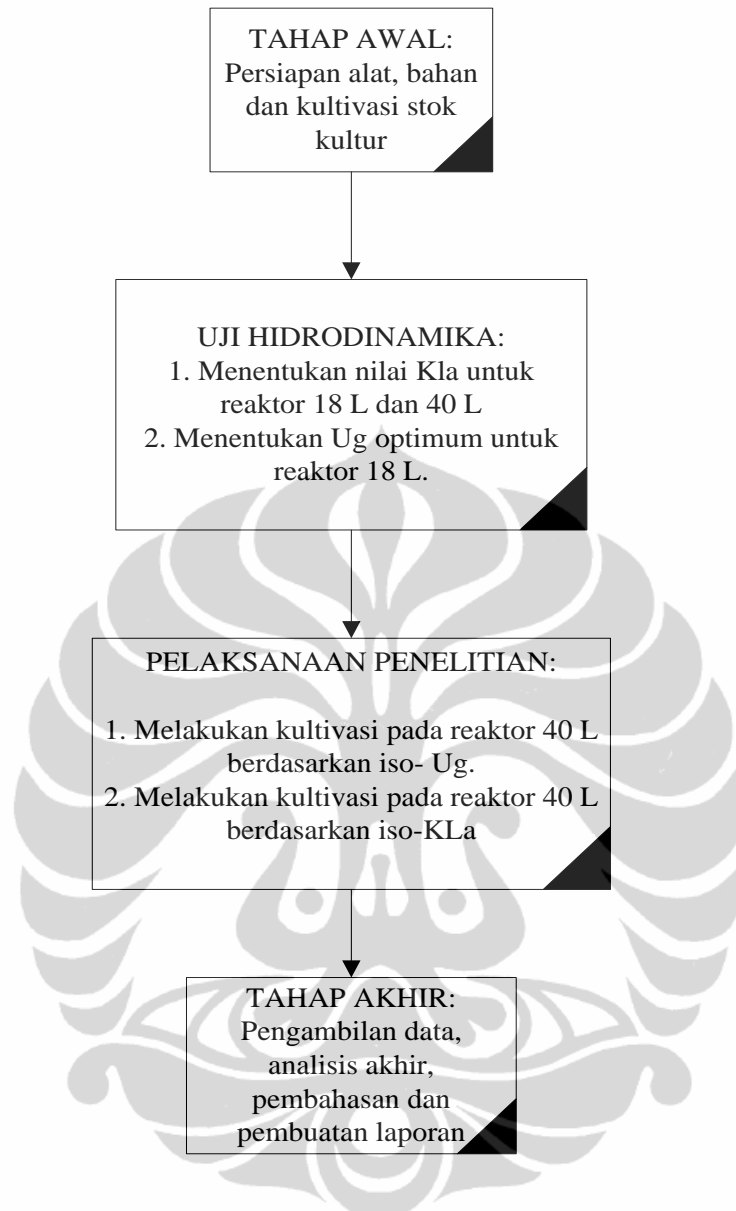 TAHAP AWAL:
Persiapan alat, bahan
dan kultivasi stok
kultur
UJI HIDRODINAMIKA:
1. Menentukan nilai Kla untuk
reaktor 18 L dan 40 L
2. Menentukan Ug optimum untuk
reaktor 18 L.
PELAKSANAAN PENELITIAN:
1. Melakukan kultivasi pada reaktor 40 L
berdasarkan iso- Ug.
2. Melakukan kultivasi pada reaktor 40 L
berdasarkan iso-KLa
TAHAP AKHIR:
Pengambilan data,
analisis akhir,
pembahasan dan
pembuatan laporan